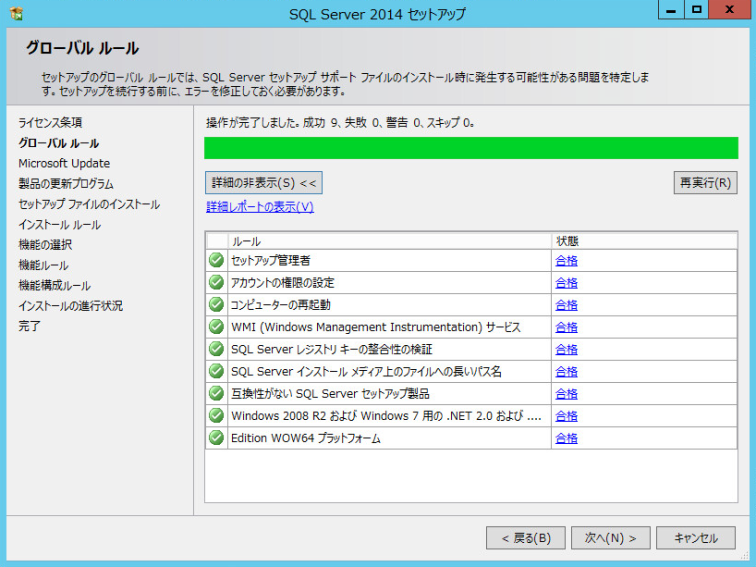 SQL Server 2014 セットアップ
グローバル ルール
セットアップのグローバル ルールでは、SQL Server セットアップ サポート ファイルのインストール時に発生する可能性がある問題を特定しま
す。セットアップを続行する前に、エラーを修正しておく必要があります。
ライセンス条項
グローバル ルール
Microsoft Update
製品の更新プログラム
セットアップ ファイルのインストール
インストール ルール
機能の選択
機能ルール
機能構成ルール
インストールの進行状況
完了
操作が完了しました。成功 9、失敗 0、警告 0、スキップ 0。
詳細の非表示(S) <<
再実行(R)
詳細レポートの表示(V)
ルール 状態
セットアップ管理者 合格
アカウントの権限の設定 合格
コンピューターの再起動 合格
WMI (Windows Management Instrumentation) サービス 合格
SQL Server レジストリ キーの整合性の検証 合格
SQL Server インストール メディア上のファイルへの長いパス名 合格
互換性がない SQL Server セットアップ製品 合格
Windows 2008 R2 および Windows 7 用の .NET 2.0 および .... 合格
Edition WOW64 プラットフォーム 合格
< 戻る(B) 次へ(N) > キャンセル